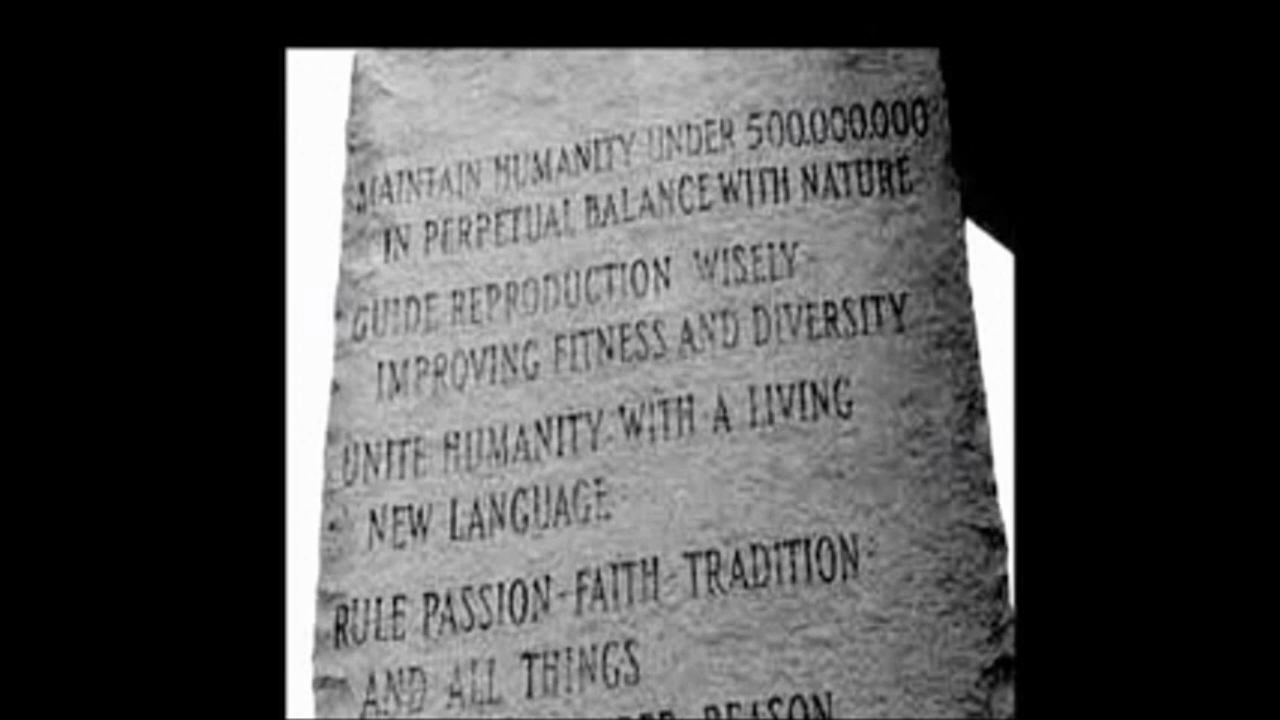 MAINTAIN HUMANITY UNDER 500.000.000
IN PERPETUAL BALANCE WITH NATURE
GUIDE REPRODUCTION WISELY-
IMPROVING FITNESS AND DIVERSITY
UNITE HUMANITY WITH A LIVING
NEW LANGUAGE
RULE PASSION-FAITH-TRADITION
AND ALL THINGS
REASON